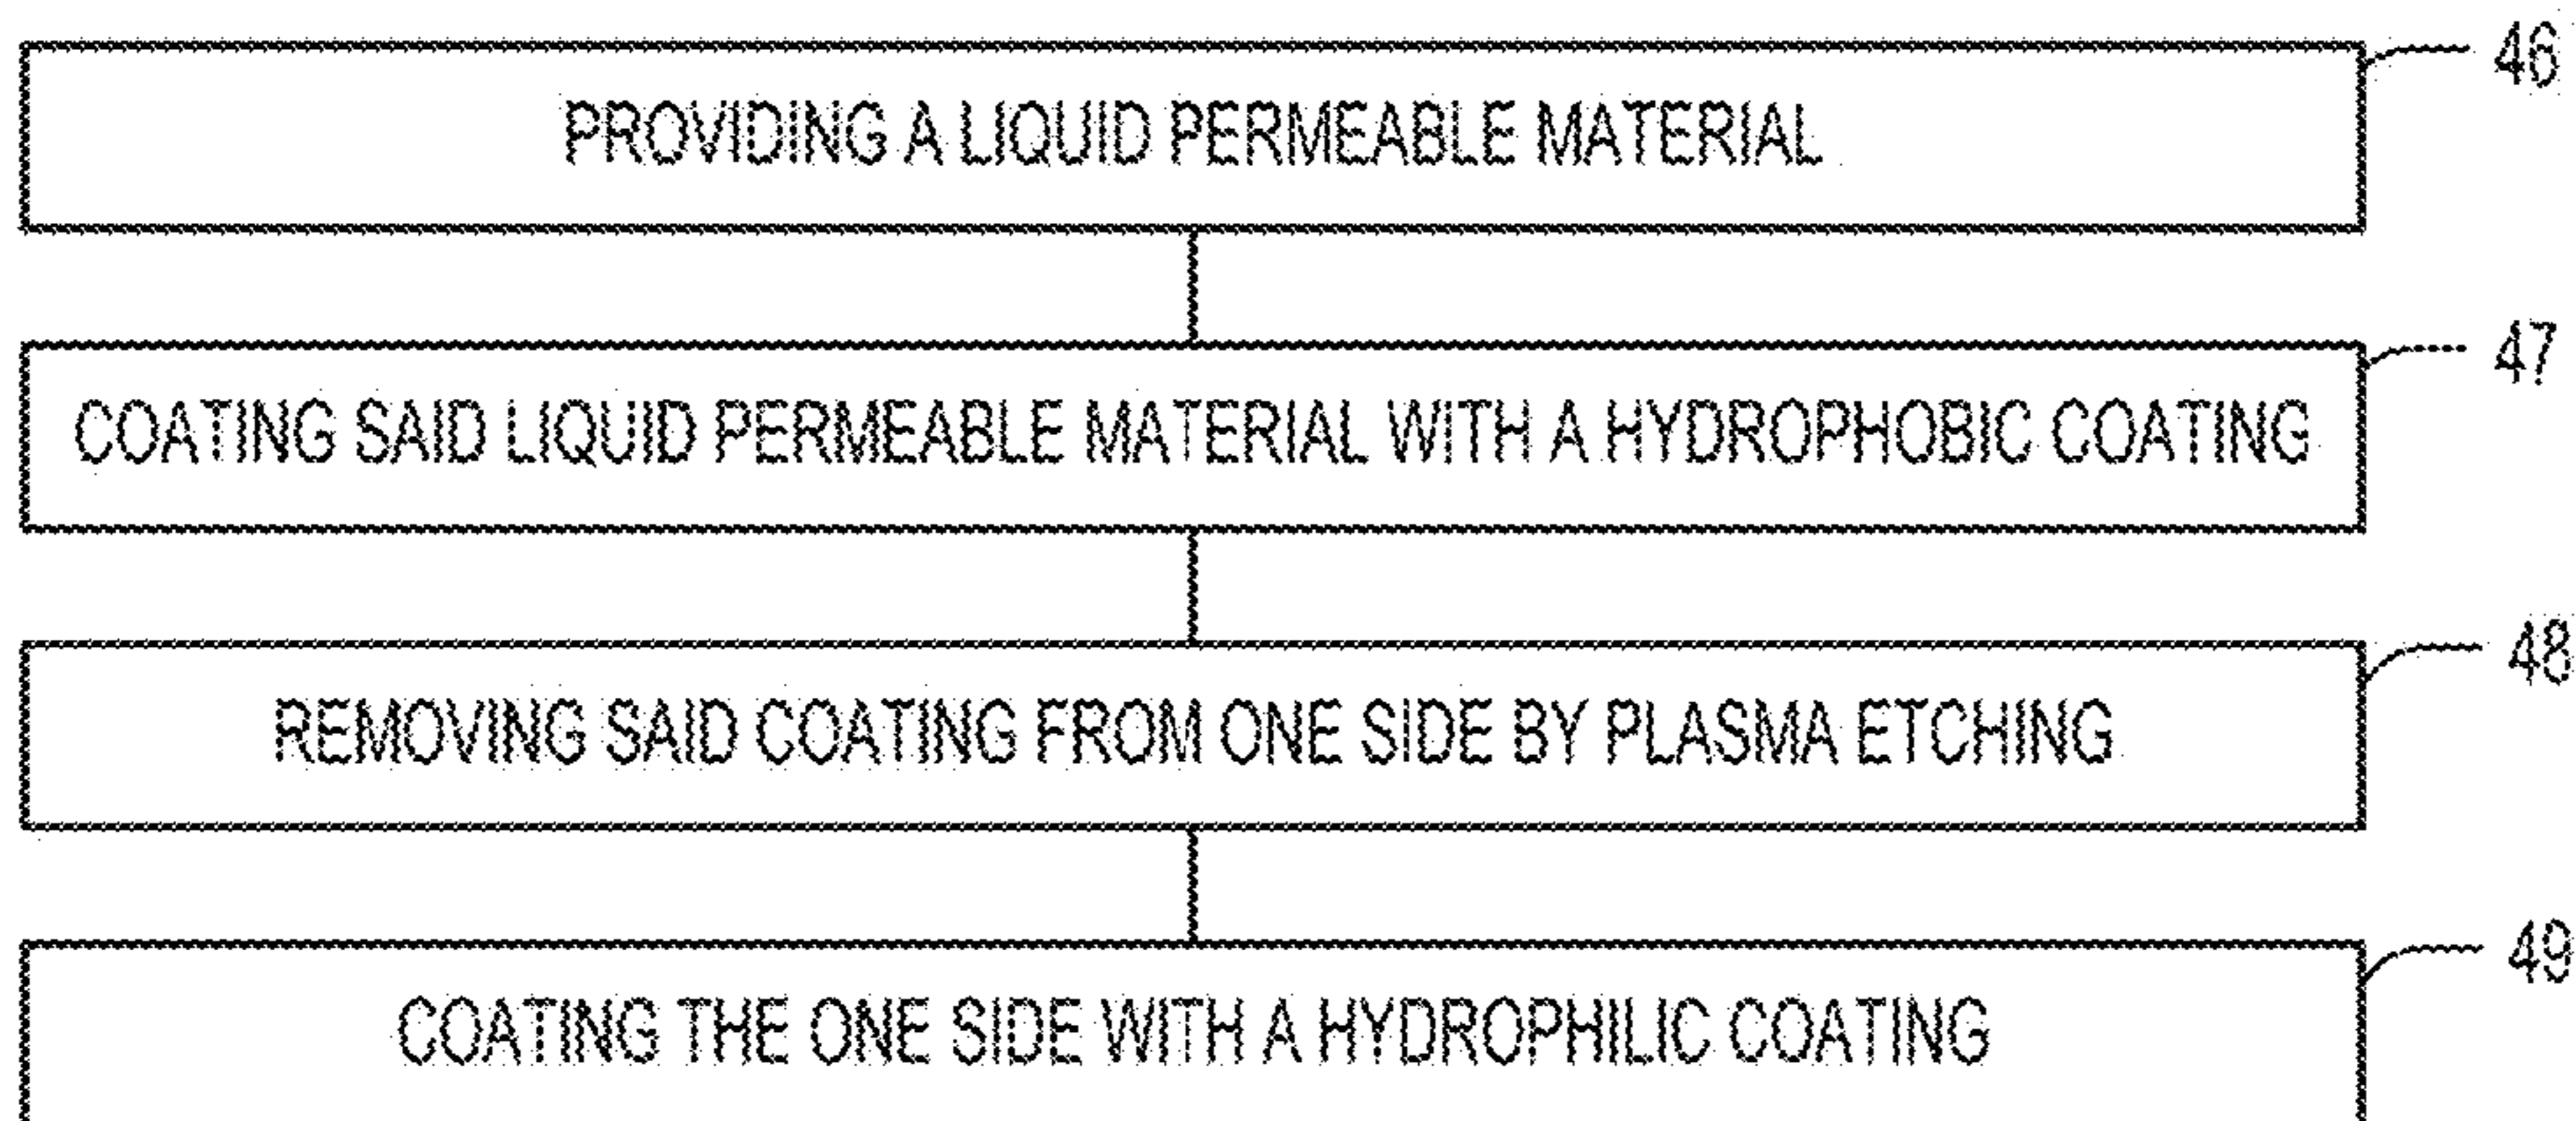 46
PROVIDING A LIQUID PERMEABLE MATERIAL
47
COATING SAID LIQUID PERMEABLE MATERIAL WITH A HYDROPHOBIC COATING
48
REMOVING SAID COATING FROM ONE SIDE BY PLASMA ETCHING
49
COATING THE ONE SIDE WITH A HYDROPHILIC COATING